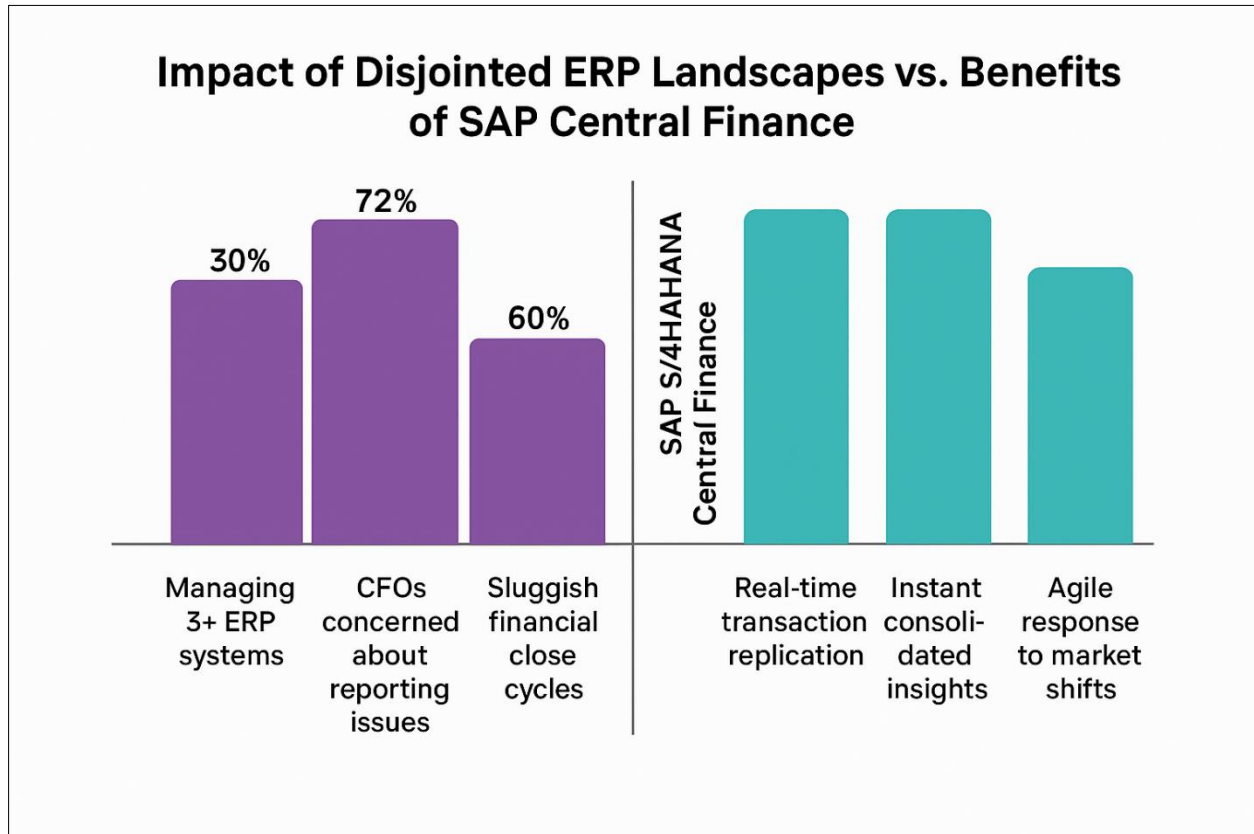 Impact of Disjointed ERP Landscapes vs. Benefits
of SAP Central Finance
30%
72%
60%
Managing
3+ ERP
systems
CFOs
concerned
about
reporting
issues
Sluggish
financial
close
cycles
SAP S/4HAHANA
Central Finance
Real-time
transaction
replication
Instant
consoli-
dated
insights
Agile
response
to market
shifts